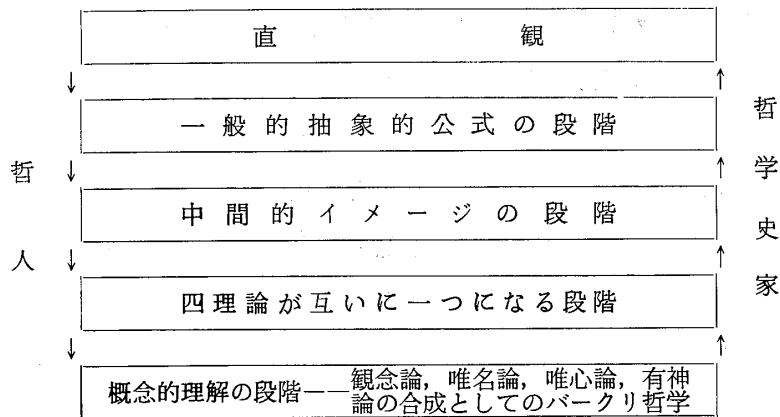 直観
↓ ↑
一般的抽象的公式の段階
↓ ↑
中間的イメージの段階
↓ ↑
四理論が互いに一つになる段階
↓ ↑
概念的理解の段階――観念論，唯名論，唯心論，有神
論の合成としてのバークリ哲学
哲人
哲学史家